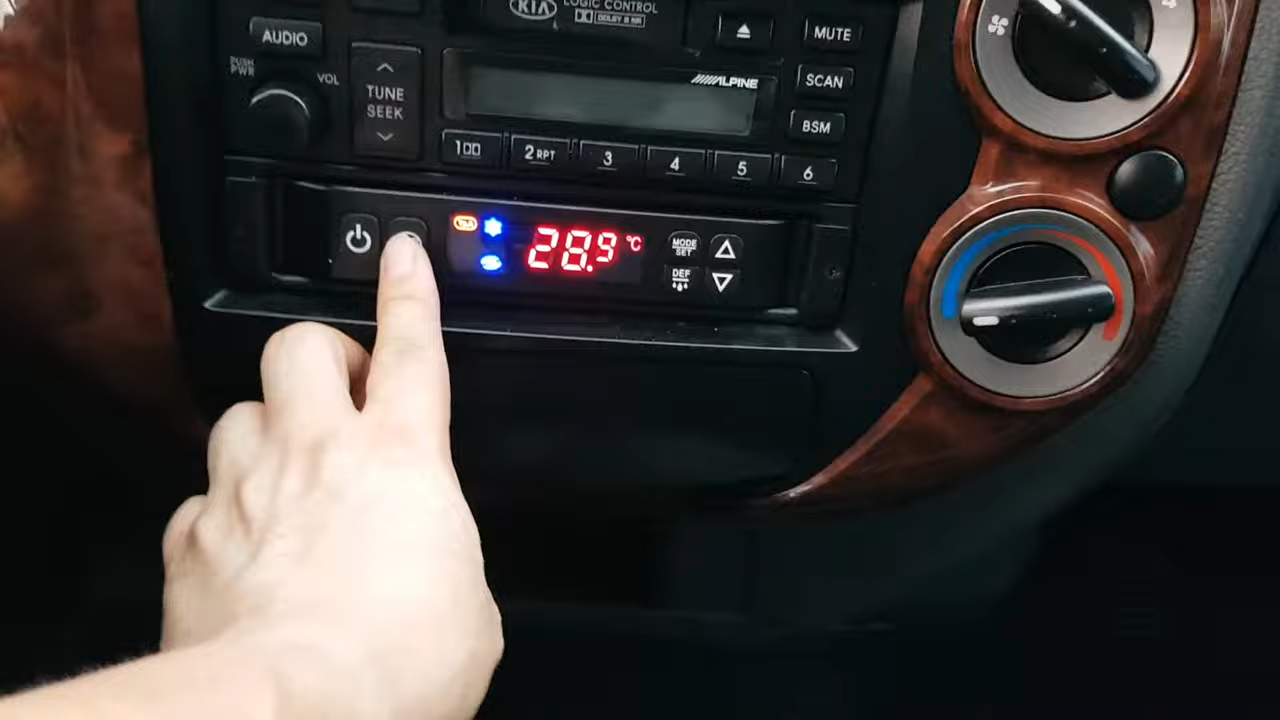 KIA
LOGIC CONTROL
DOLBY B NR
AUDIO
MUTE
PUSH
PWR
VOL
TUNE
SEEK
ALPINE
SCAN
BSM
1
2 RPT
3
4
5
6
28.9 °C
MODE
SET
DEF
4